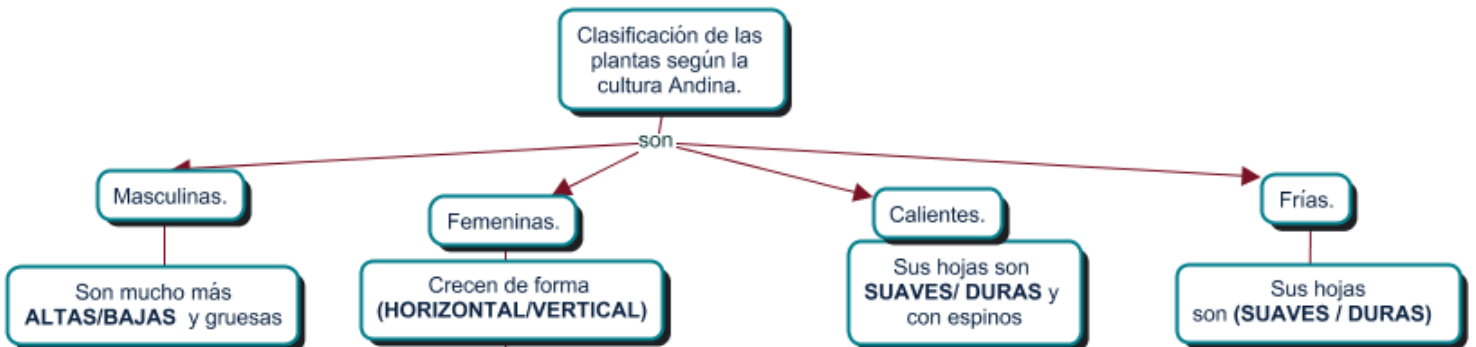 Clasificación de las
plantas según la
cultura Andina.
son
Masculinas.
Femeninas.
Calientes.
Frías.
Son mucho más
ALTAS/BAJAS y gruesas
Crecen de forma
(HORIZONTAL/VERTICAL)
Sus hojas son
SUAVES/ DURAS y
con espinos
Sus hojas
son (SUAVES / DURAS)